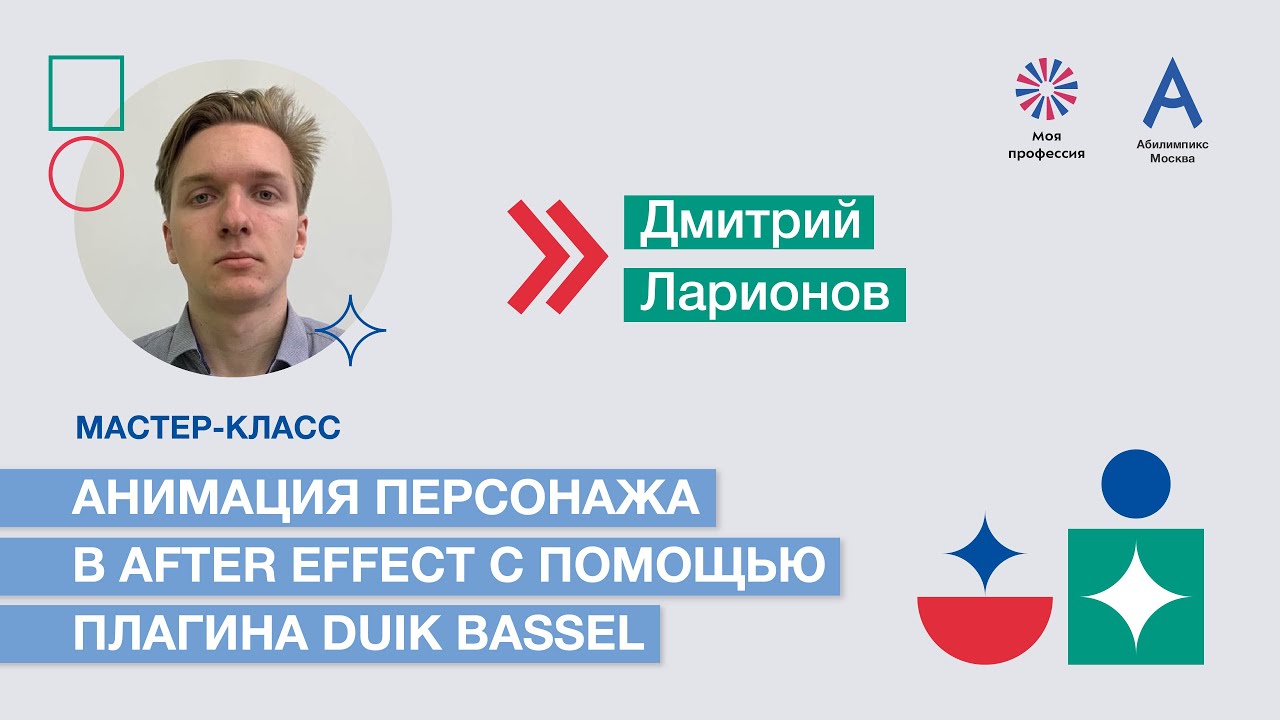 Моя
профессия
Абилимпикс
Москва
Дмитрий
Ларионов
МАСТЕР-КЛАСС
АНИМАЦИЯ ПЕРСОНАЖА
В AFTER EFFECT С ПОМОЩЬЮ
ПЛАГИНА DUIK BASSEL